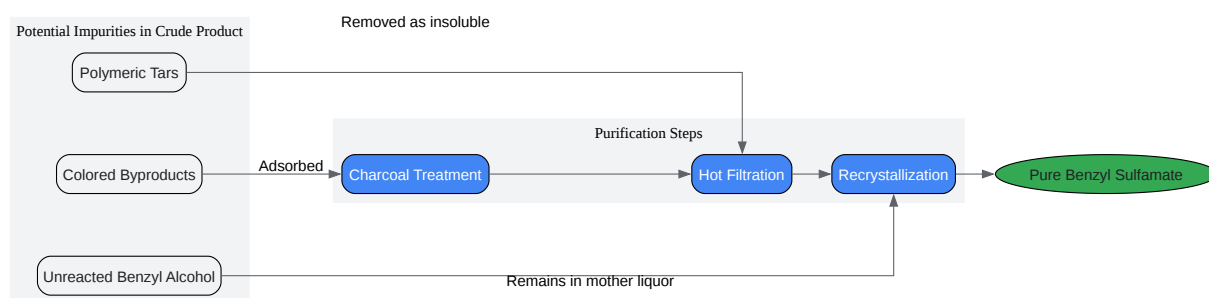 Potential Impurities in Crude Product
Removed as insoluble
Polymeric Tars
Purification Steps
Colored Byproducts
Adsorbed
Charcoal Treatment
Hot Filtration
Recrystallization
Pure Benzyl Sulfamate
Unreacted Benzyl Alcohol
Remains in mother liquor